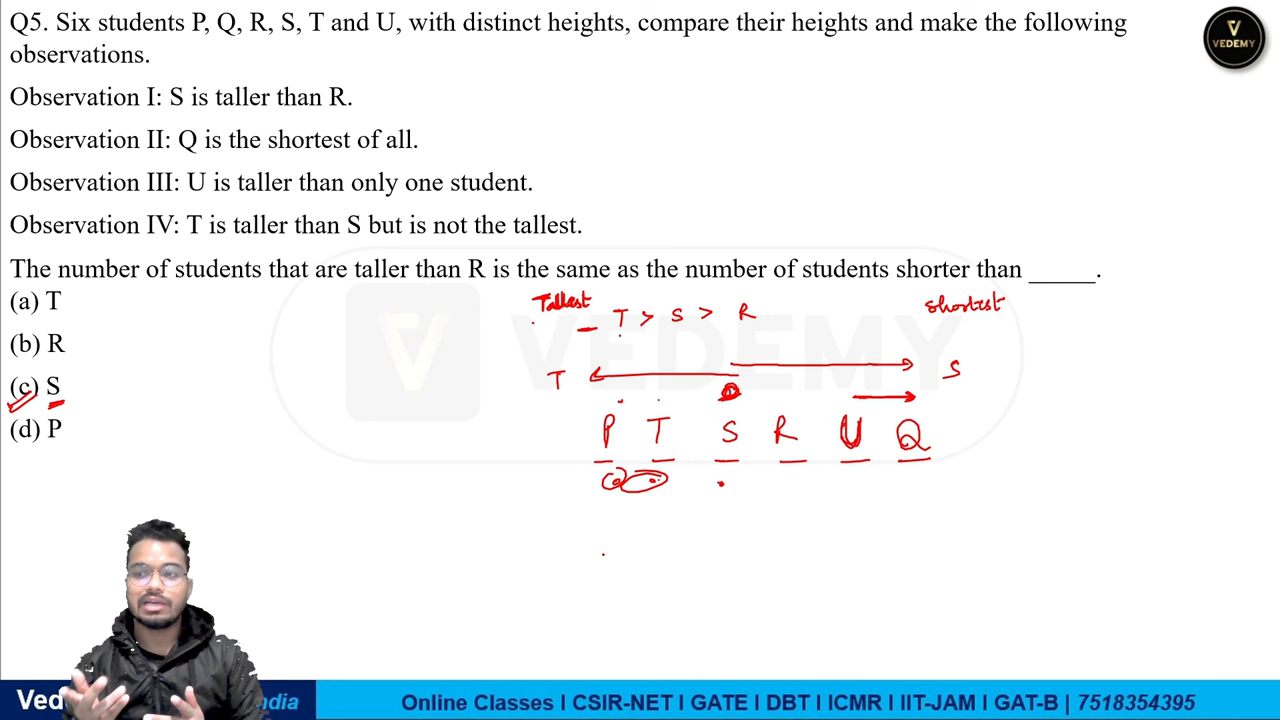 Q5. Six students P, Q, R, S, T and U, with distinct heights, compare their heights and make the following
observations.
VEDEMY
Observation I: S is taller than R.
Observation II: Q is the shortest of all.
Observation III: U is taller than only one student.
Observation IV: T is taller than S but is not the tallest.
The number of students that are taller than R is the same as the number of students shorter than _____.
(a) T
(b) R
(c) S
(d) P
Tallest
T > S > R
Shortest
VEDEMY
T
S
P T S R U Q
Ved
ndia
Online Classes I CSIR-NET I GATE I DBT I ICMR I IIT-JAM I GAT-B | 7518354395